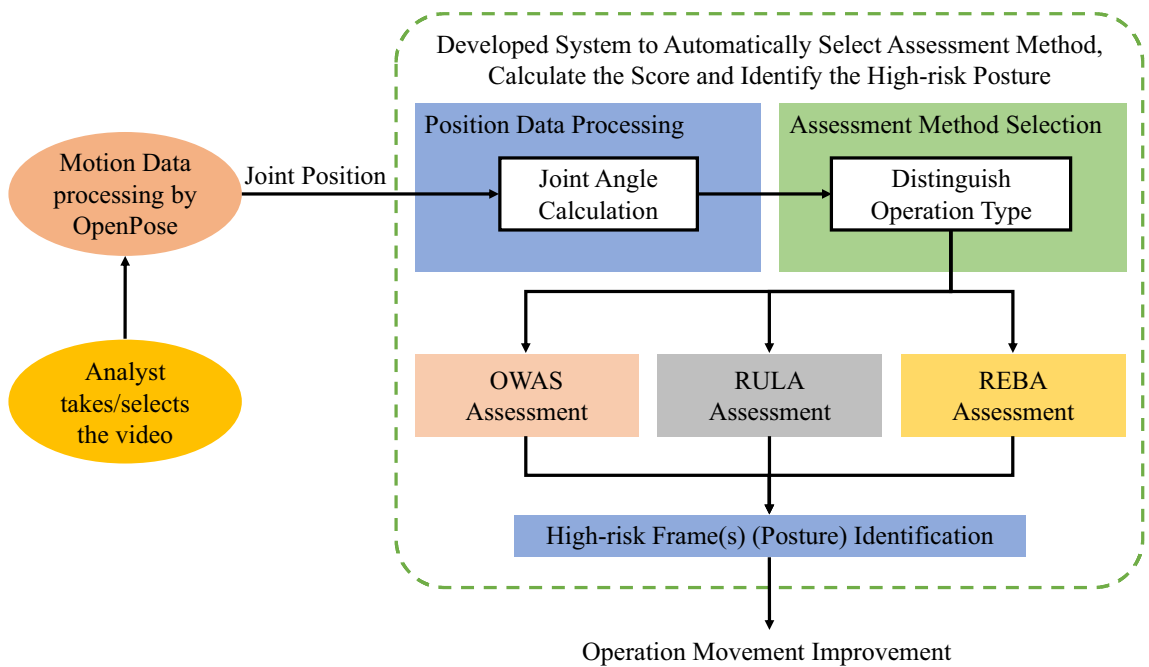 Developed System to Automatically Select Assessment Method,
Calculate the Score and Identify the High-risk Posture
Position Data Processing
Assessment Method Selection
Motion Data
processing by
OpenPose
Joint Position
Joint Angle
Calculation
Distinguish
Operation Type
Analyst
takes/selects
the video
OWAS
Assessment
RULA
Assessment
REBA
Assessment
High-risk Frame(s) (Posture) Identification
Operation Movement Improvement